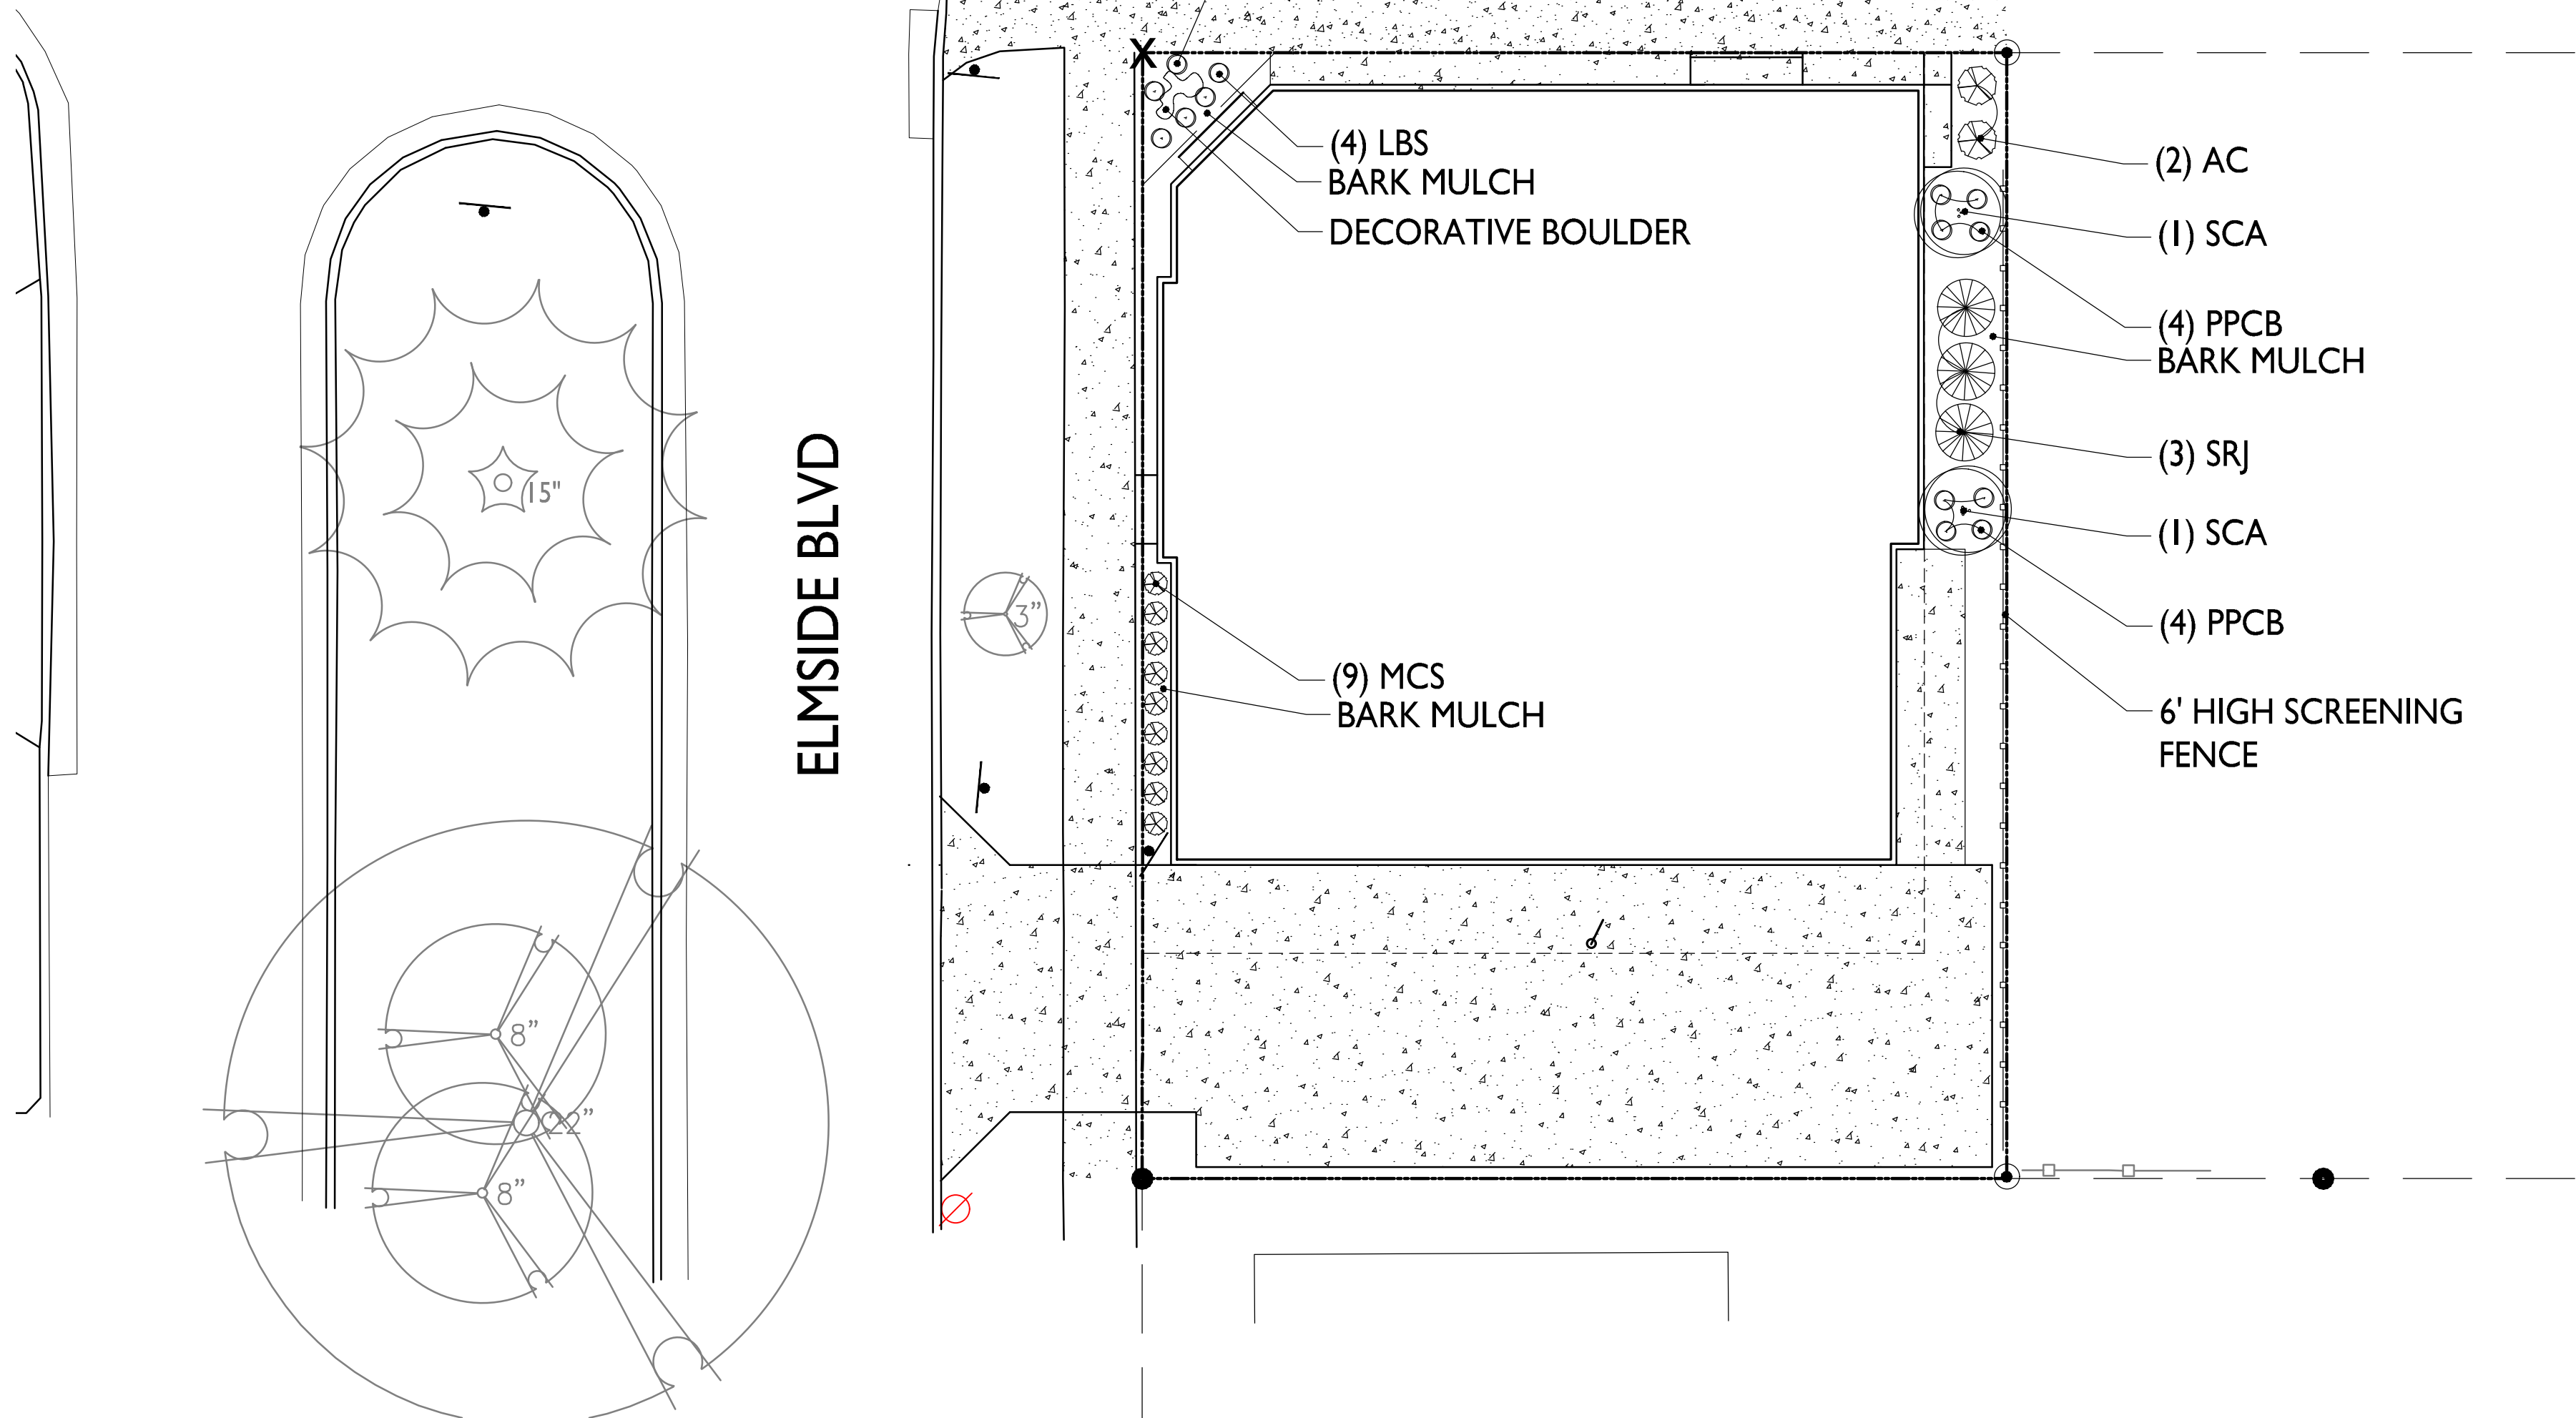 (4) LBS
BARK MULCH
DECORATIVE BOULDER
(2) AC
(1) SCA
(4) PPCB
BARK MULCH
(3) SRJ
(1) SCA
(4) PPCB
6' HIGH SCREENING
FENCE
15"
ELMSIDE BLVD
3”
(9) MCS
BARK MULCH
8”
22”
8”
X